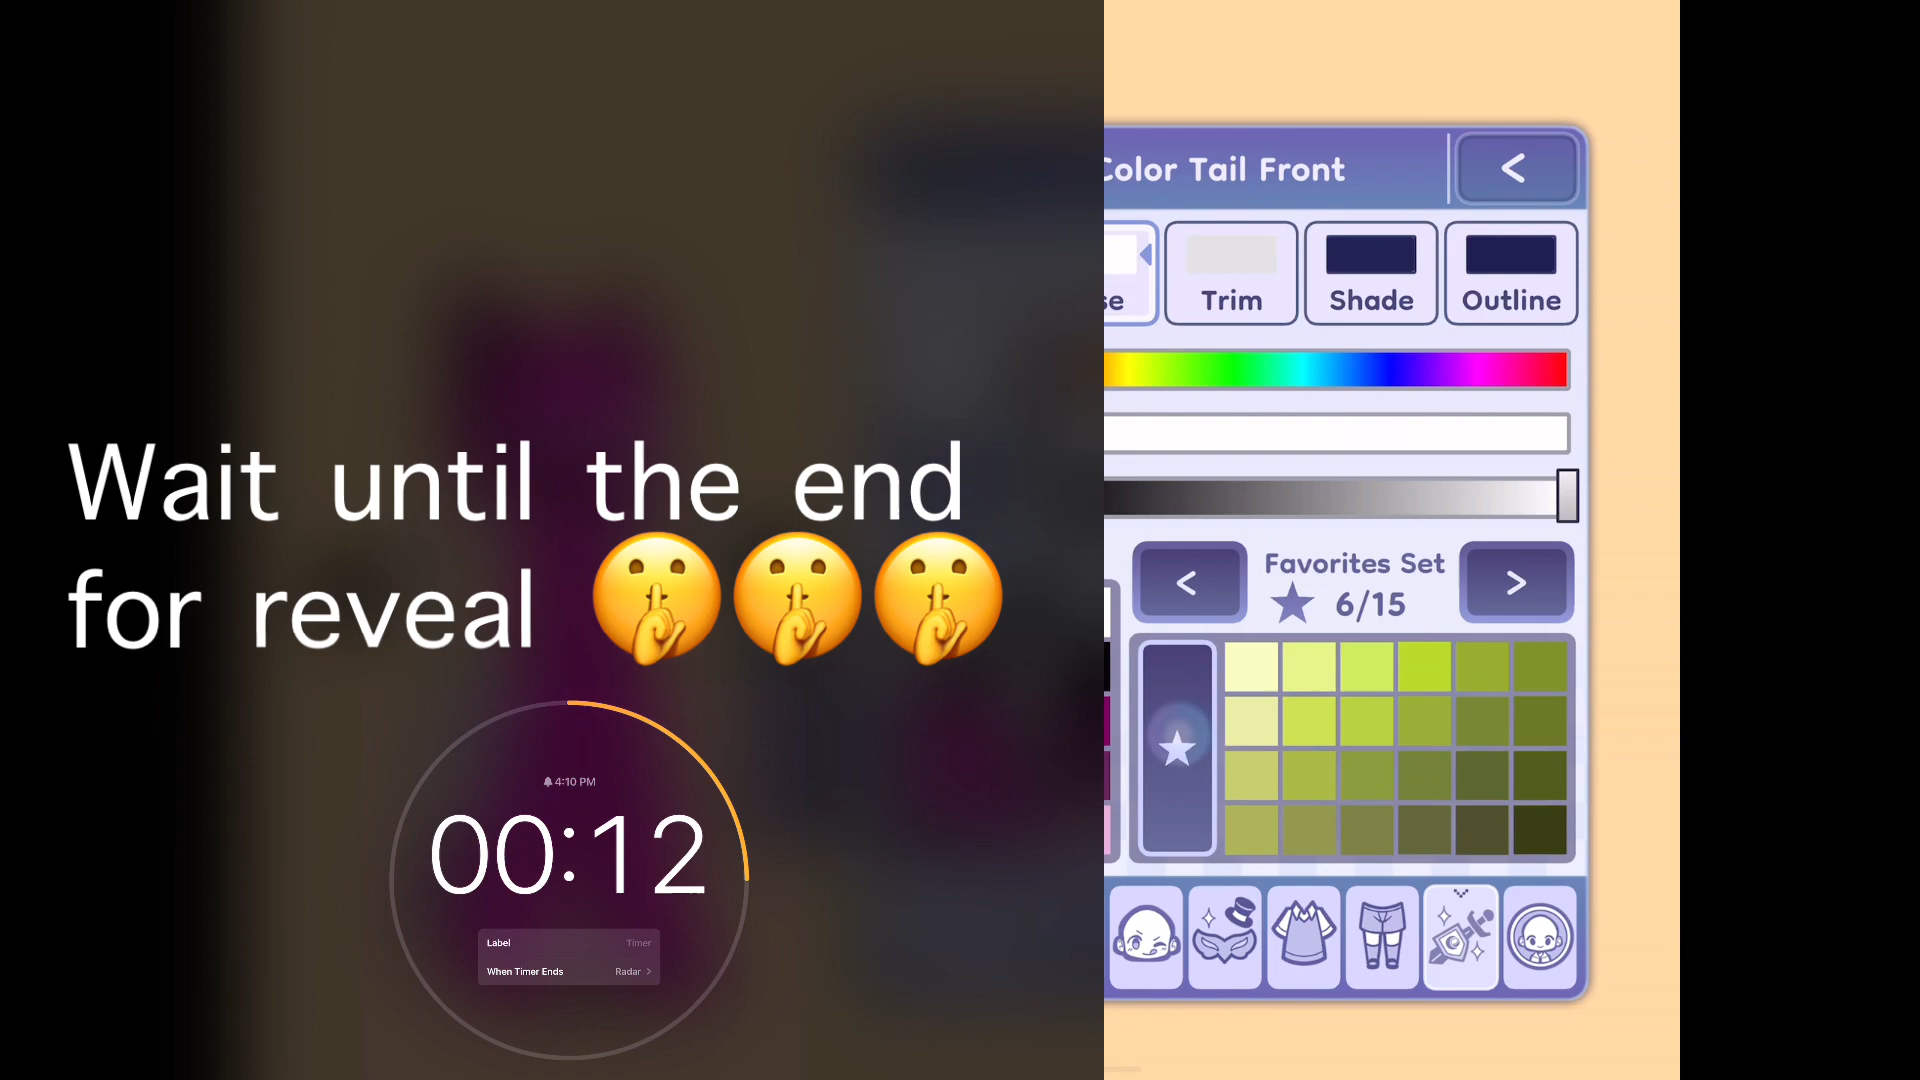 Wait until the end
for reveal 🤫🤫🤫
4:10 PM
00:12
Label Timer
When Timer Ends Radar >
Color Tail Front <
Trim Shade Outline
< Favorites Set >
★ 6/15